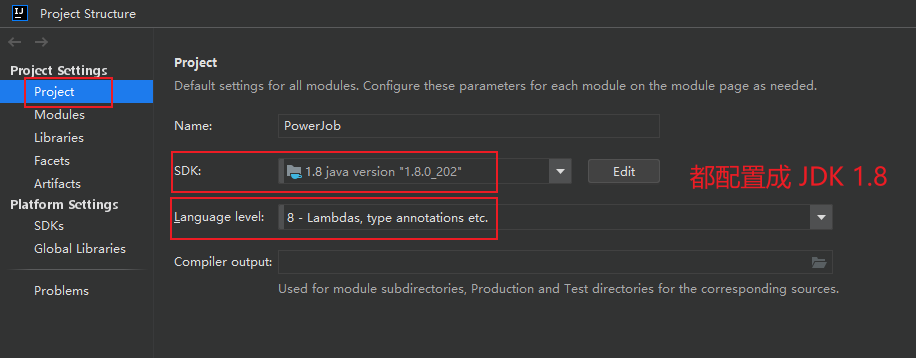 IJ
Project Structure
Project Settings
Project
Modules
Libraries
Facets
Artifacts
Platform Settings
SDKs
Global Libraries
Problems
Project
Default settings for all modules. Configure these parameters for each module on the module page as needed.
Name: PowerJob
SDK: 1.8 java version "1.8.0_202" Edit
都配置成 JDK 1.8
Language level: 8 - Lambdas, type annotations etc.
Compiler output:
Used for module subdirectories, Production and Test directories for the corresponding sources.